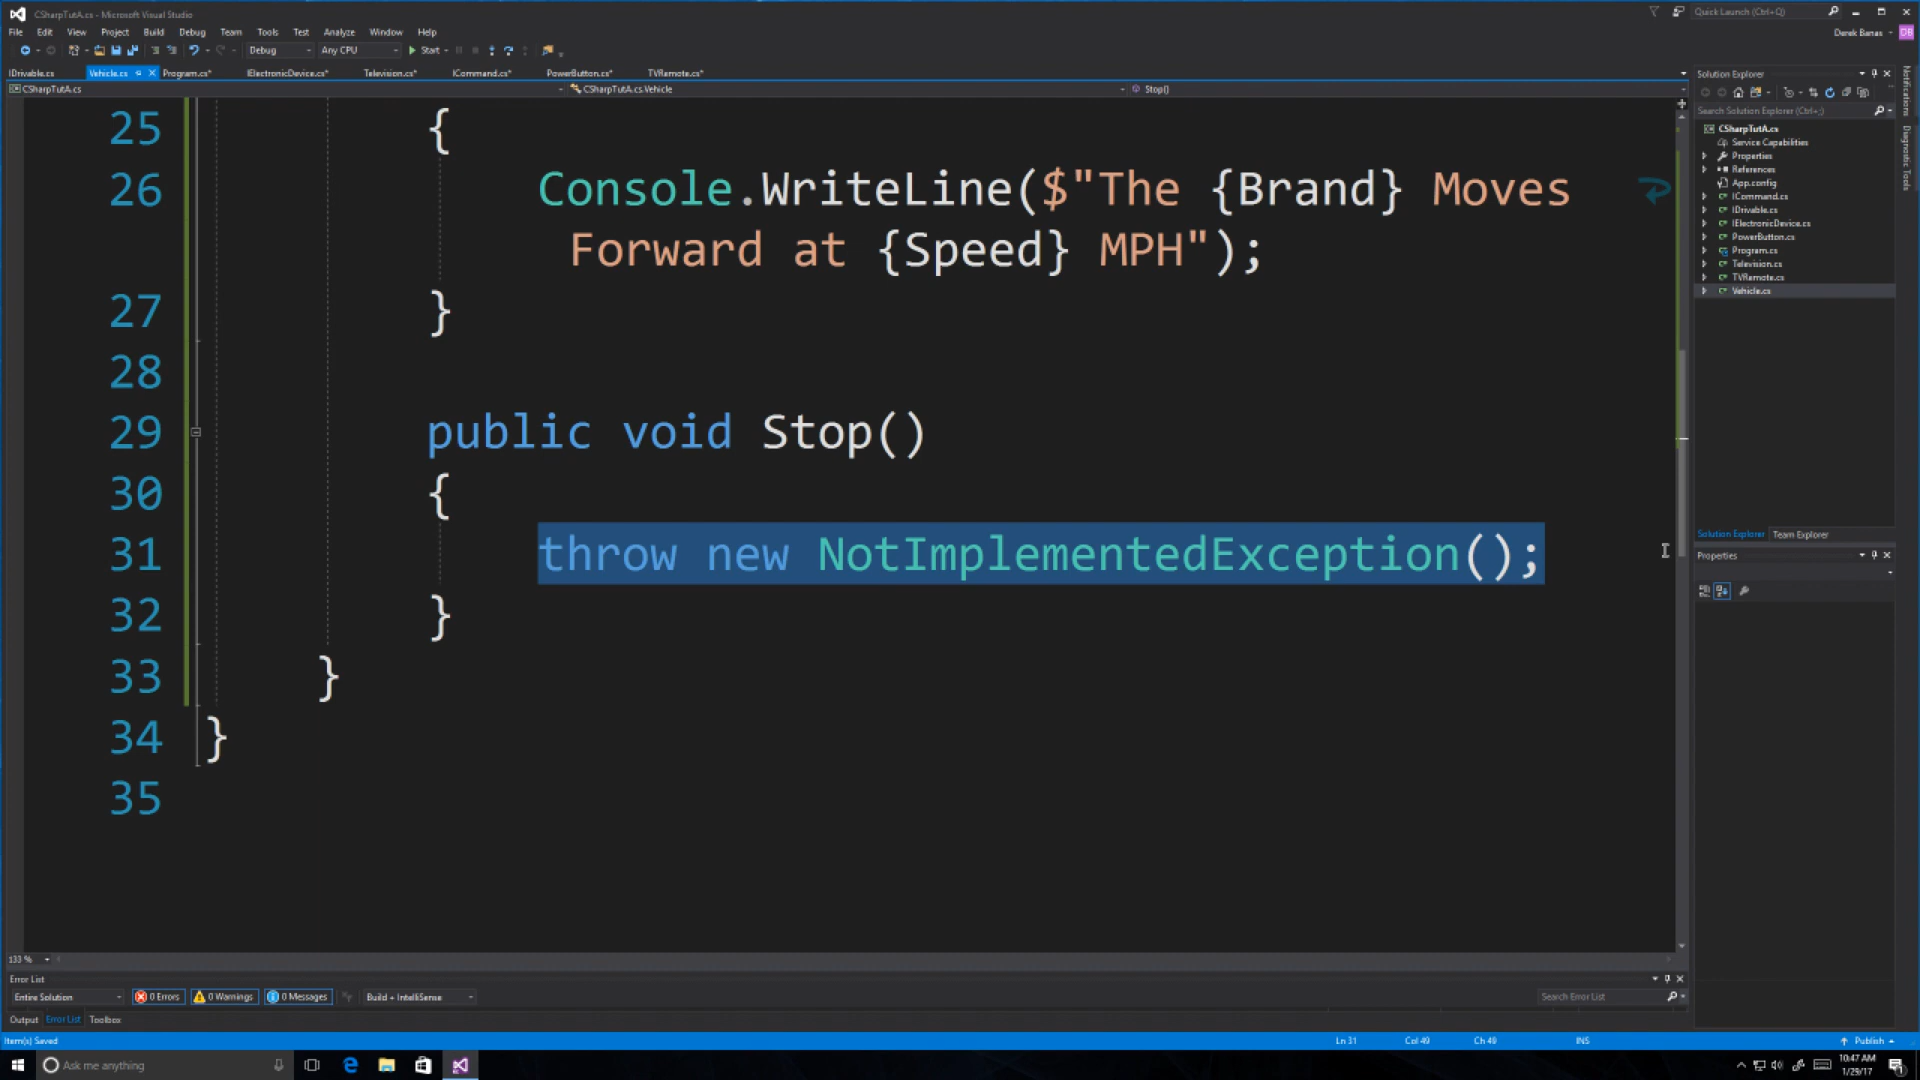 CSharpTutA.cs - Microsoft Visual Studio
Quick Launch (Ctrl+Q)
File Edit View Project Build Debug Team Tools Test Analyze Window Help
Derek Banas
DB
Debug Any CPU Start
IDrivable.cs Vehicle.cs Program.cs* IElectronicDevice.cs* Television.cs* ICommand.cs* PowerButton.cs* TVRemote.cs*
CSharpTutA.cs CSharpTutA.cs.Vehicle Stop()
25 {
26 Console.WriteLine($"The {Brand} Moves
Forward at {Speed} MPH");
27 }
28
29 public void Stop()
30 {
31 throw new NotImplementedException();
32 }
33 }
34 }
35
133 %
Solution Explorer
Search Solution Explorer (Ctrl+;)
CSharpTutA.cs
Service Capabilities
Properties
References
App.config
ICommand.cs
IDrivable.cs
IElectronicDevice.cs
PowerButton.cs
Program.cs
Television.cs
TVRemote.cs
Vehicle.cs
Solution Explorer Team Explorer
Properties
Notifications
Diagnostic Tools
Error List
Entire Solution 0 Errors 0 Warnings 0 Messages Build + IntelliSense
Search Error List
Output Error List Toolbox
Item(s) Saved
Ln 31 Col 49 Ch 49 INS
Publish
Ask me anything
10:47 AM
1/29/17